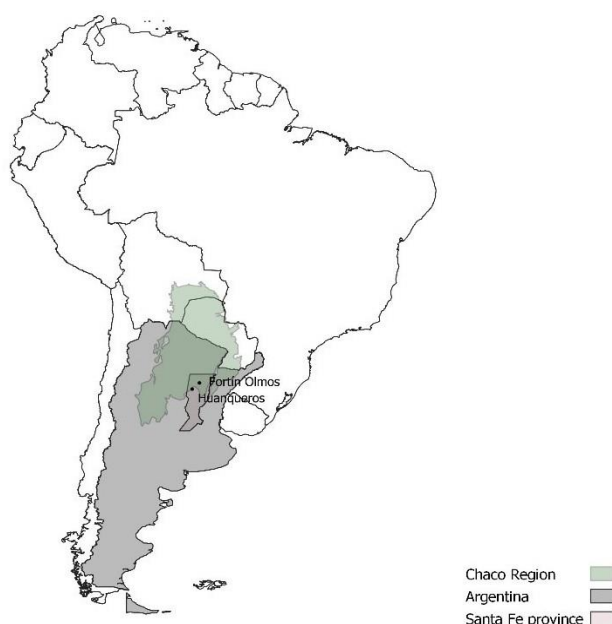 Fortín Olmos
Huanqueros
Chaco Region
Argentina
Santa Fe province